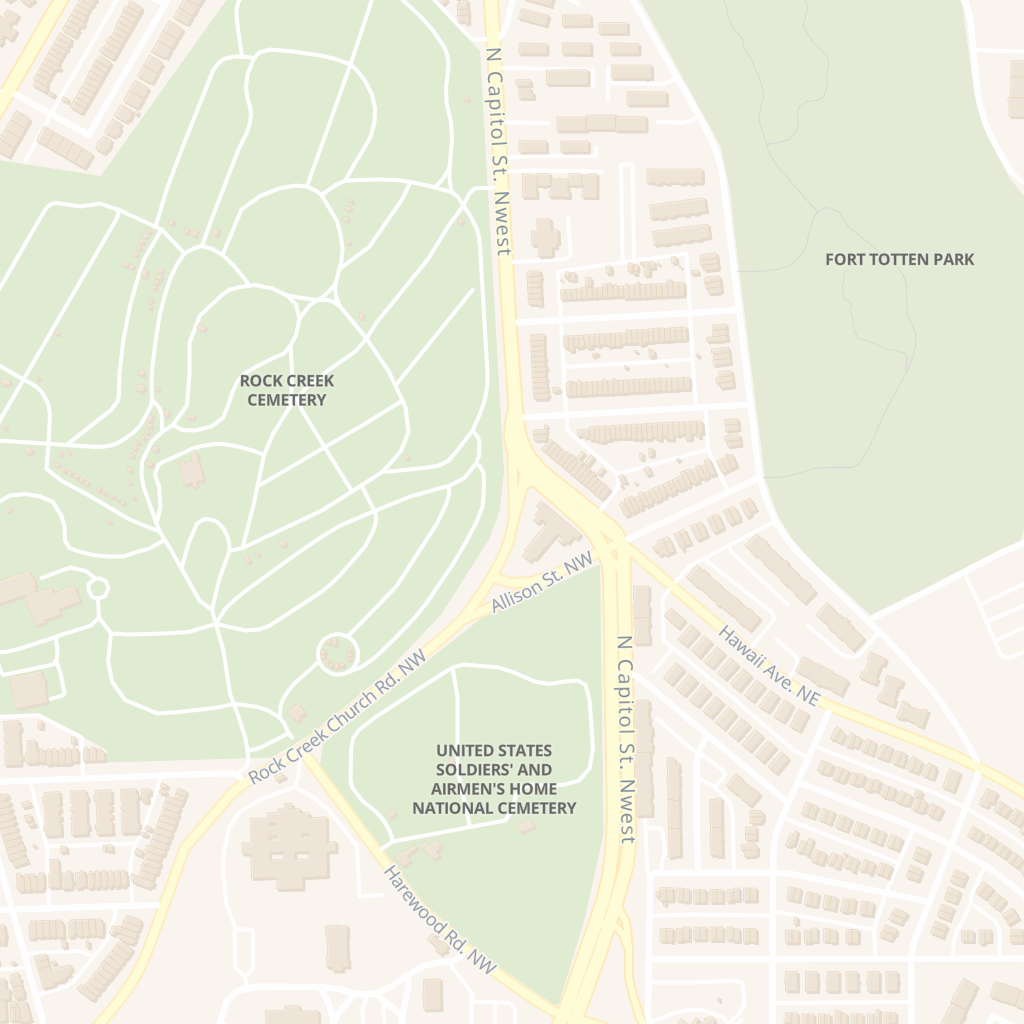 N Capitol St. Nwest
FORT TOTTEN PARK
ROCK CREEK
CEMETERY
Allison St. NW
Hawaii Ave. NE
Rock Creek Church Rd. NW
N Capitol St. Nwest
UNITED STATES
SOLDIERS' AND
AIRMEN'S HOME
NATIONAL CEMETERY
Harewood Rd. NW